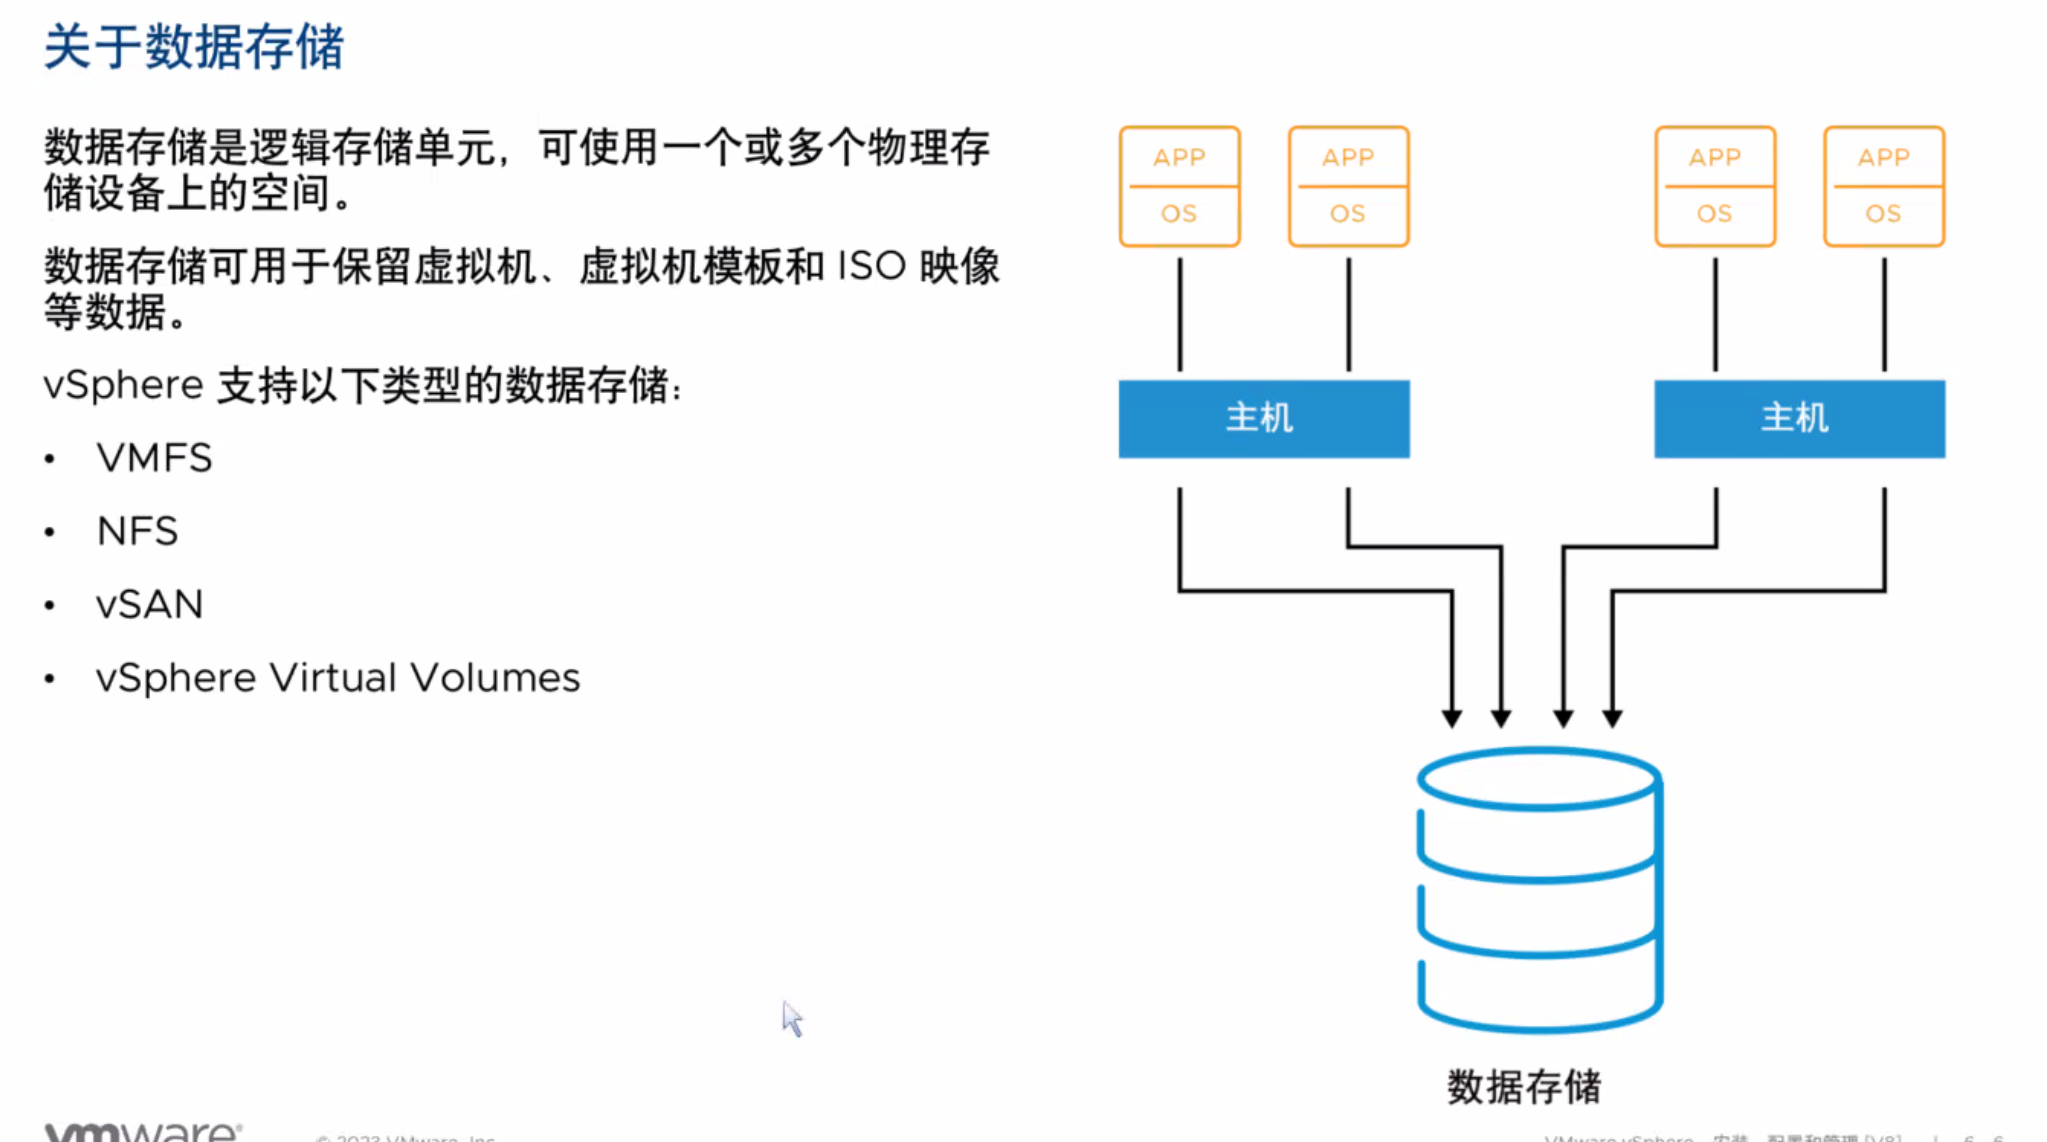 关于数据存储
数据存储是逻辑存储单元，可使用一个或多个物理存
储设备上的空间。
数据存储可用于保留虚拟机、虚拟机模板和 ISO 映像
等数据。
vSphere 支持以下类型的数据存储：
• VMFS
• NFS
• vSAN
• vSphere Virtual Volumes
APP APP APP APP
OS OS OS OS
主机 主机
数据存储
vmware®
© 2023 VMware, Inc.
VMware vSphere：安装、配置和管理 [V8] | 6 - 6